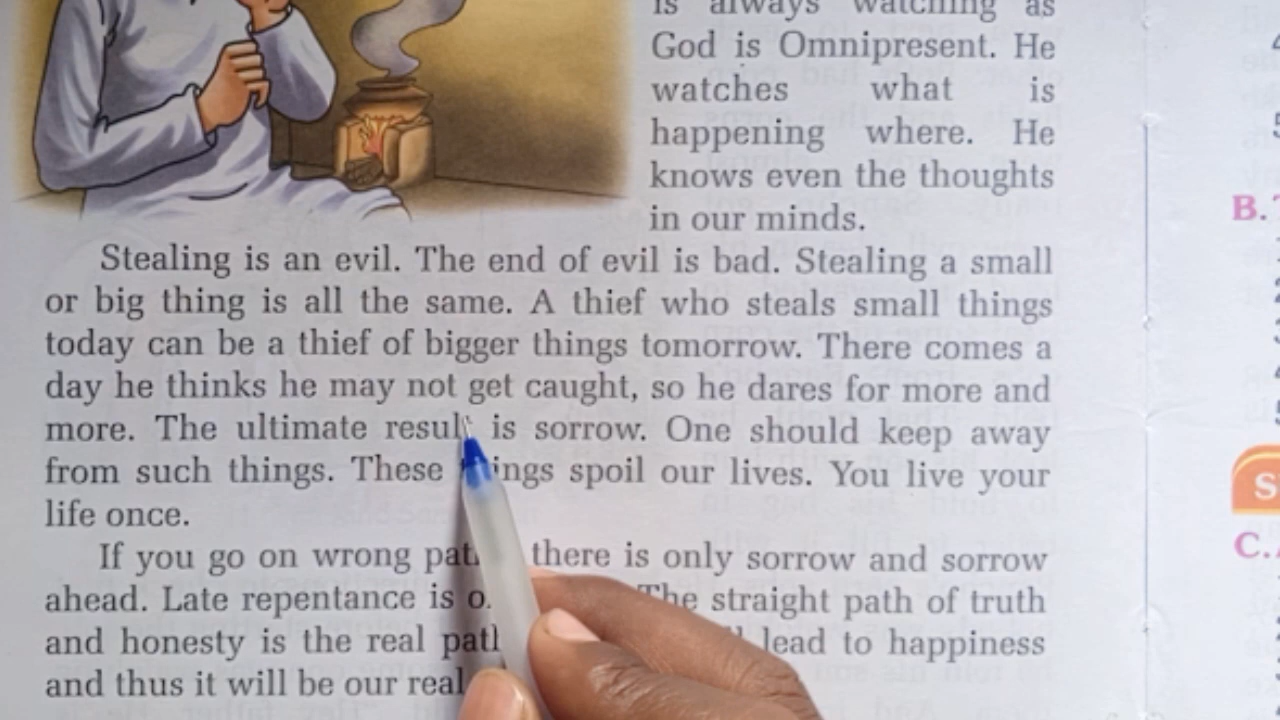 is always watching as
God is Omnipresent. He
watches what is
happening where. He
knows even the thoughts
in our minds.
Stealing is an evil. The end of evil is bad. Stealing a small
or big thing is all the same. A thief who steals small things
today can be a thief of bigger things tomorrow. There comes a
day he thinks he may not get caught, so he dares for more and
more. The ultimate result is sorrow. One should keep away
from such things. These things spoil our lives. You live your
life once.
If you go on wrong there is only sorrow and sorrow
ahead. Late repentance is The straight path of truth
and honesty is the real lead to happiness
and thus it will be our real
B.
S
C.